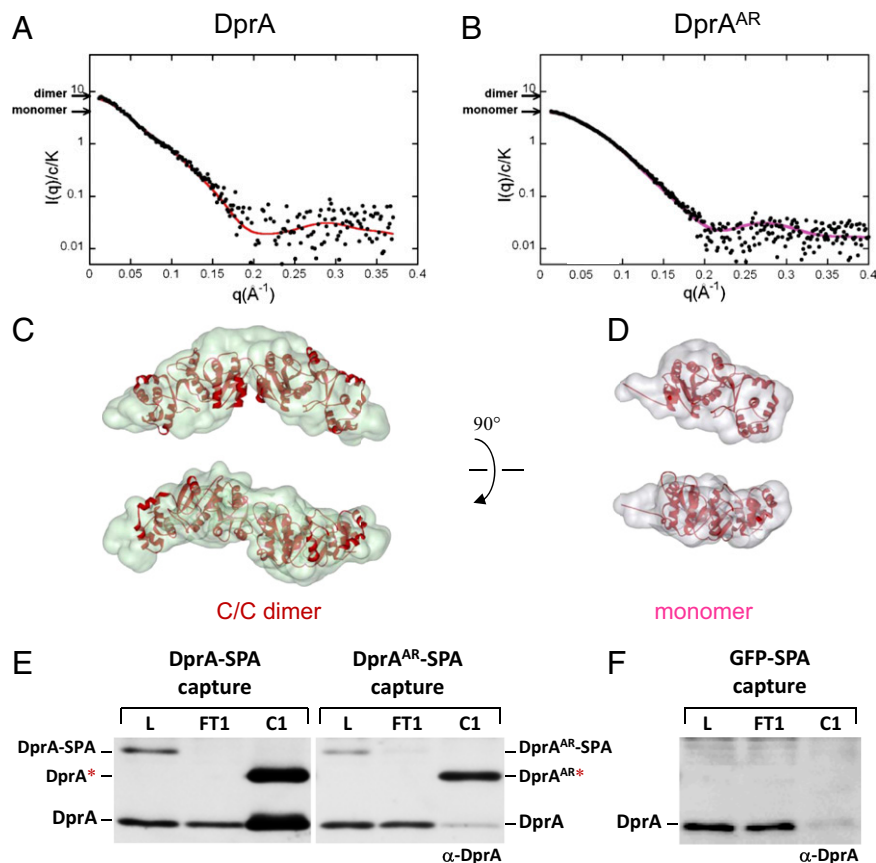 A
DprA
B
DprA^AR
dimer
monomer
I(q)/c/K
10
1
0.1
0.01
0
0.05
0.1
0.15
0.2
0.25
0.3
0.35
0.4
q(A⁻¹)
dimer
monomer
I(q)/c/K
10
1
0.1
0.01
0
0.05
0.1
0.15
0.2
0.25
0.3
0.35
0.4
q(A⁻¹)
C
D
90°
C/C dimer
monomer
E
DprA-SPA
capture
DprA^AR-SPA
capture
L FT1 C1
L FT1 C1
DprA-SPA
DprA*
DprA
DprA^AR-SPA
DprA^AR*
DprA
α-DprA
F
GFP-SPA
capture
L FT1 C1
DprA
α-DprA